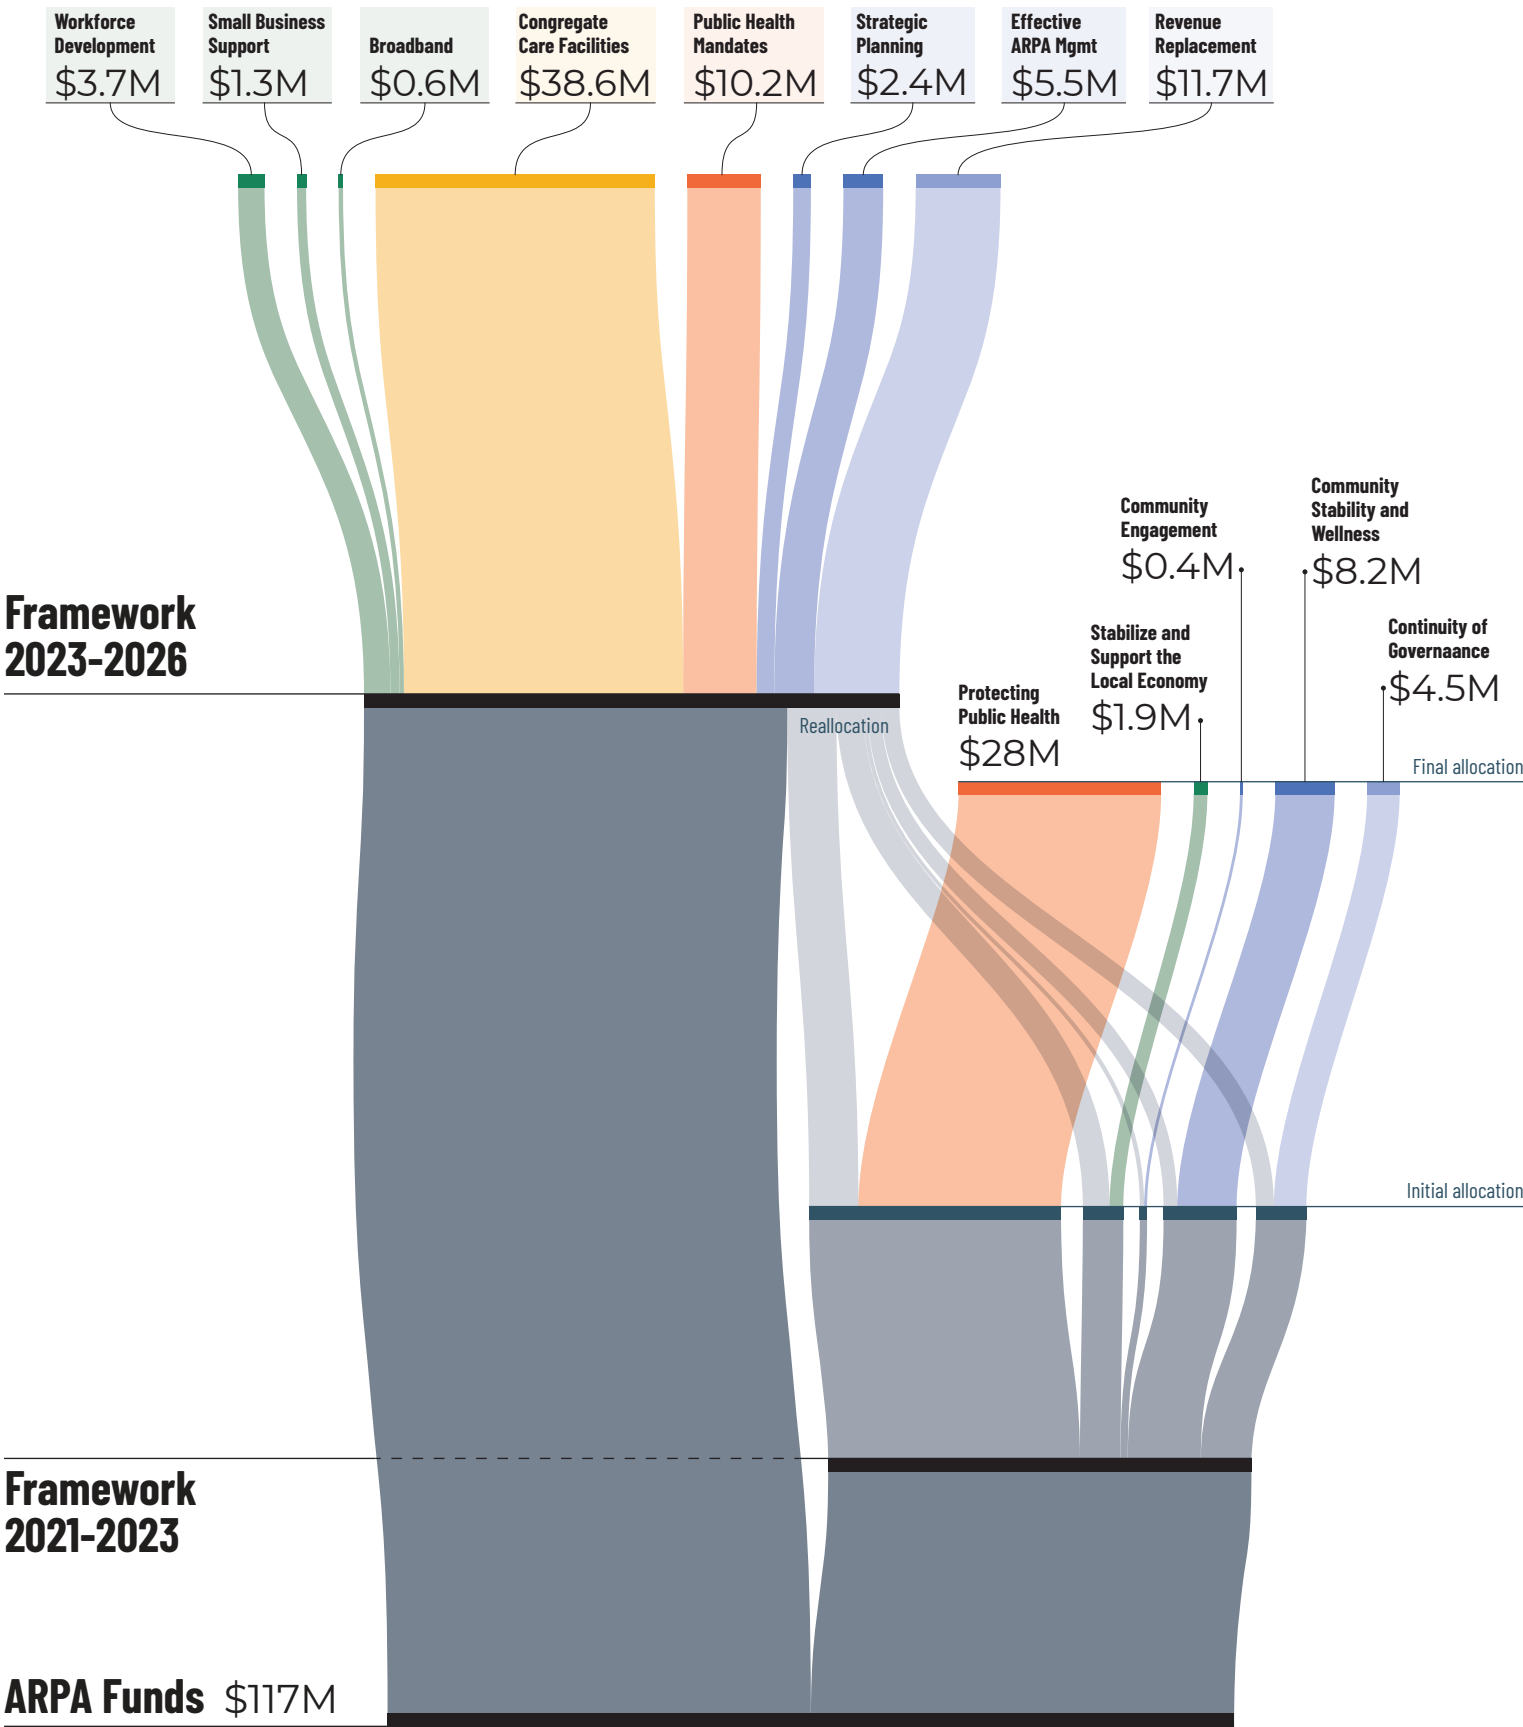 Workforce
Development
$3.7M
Small Business
Support
$1.3M
Broadband
$0.6M
Congregate
Care Facilities
$38.6M
Public Health
Mandates
$10.2M
Strategic
Planning
$2.4M
Effective
ARPA Mgmt
$5.5M
Revenue
Replacement
$11.7M
Framework
2023-2026
Reallocation
Protecting
Public Health
$28M
Stabilize and
Support the
Local Economy
$1.9M
Community
Engagement
$0.4M
Community
Stability and
Wellness
$8.2M
Continuity of
Governaance
$4.5M
Final allocation
Initial allocation
Framework
2021-2023
ARPA Funds $117M